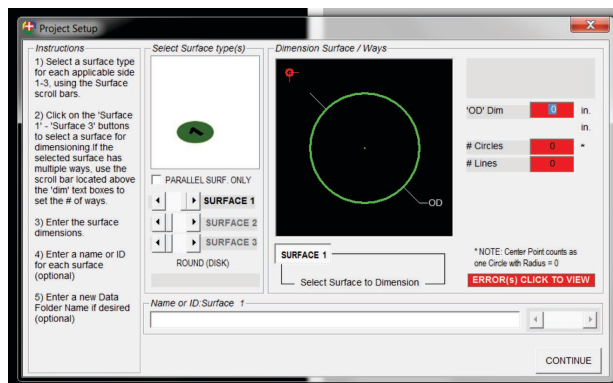 Project Setup
Instructions
1) Select a surface type
for each applicable side
1-3, using the Surface
scroll bars.
2) Click on the 'Surface
1' - 'Surface 3' buttons
to select a surface for
dimensioning.If the
selected surface has
multiple ways, use the
scroll bar located above
the 'dim' text boxes to
set the # of ways.
3) Enter the surface
dimensions.
4) Enter a name or ID
for each surface
(optional)
5) Enter a new Data
Folder Name if desired
(optional)
Select Surface type(s)
PARALLEL SURF. ONLY
SURFACE 1
SURFACE 2
SURFACE 3
ROUND (DISK)
Dimension Surface / Ways
OD
SURFACE 1
Select Surface to Dimension
'OD' Dim 0 in.
in.
# Circles 0 *
# Lines 0
* NOTE: Center Point counts as
one Circle with Radius = 0
ERROR(s) CLICK TO VIEW
Name or ID:Surface 1
CONTINUE